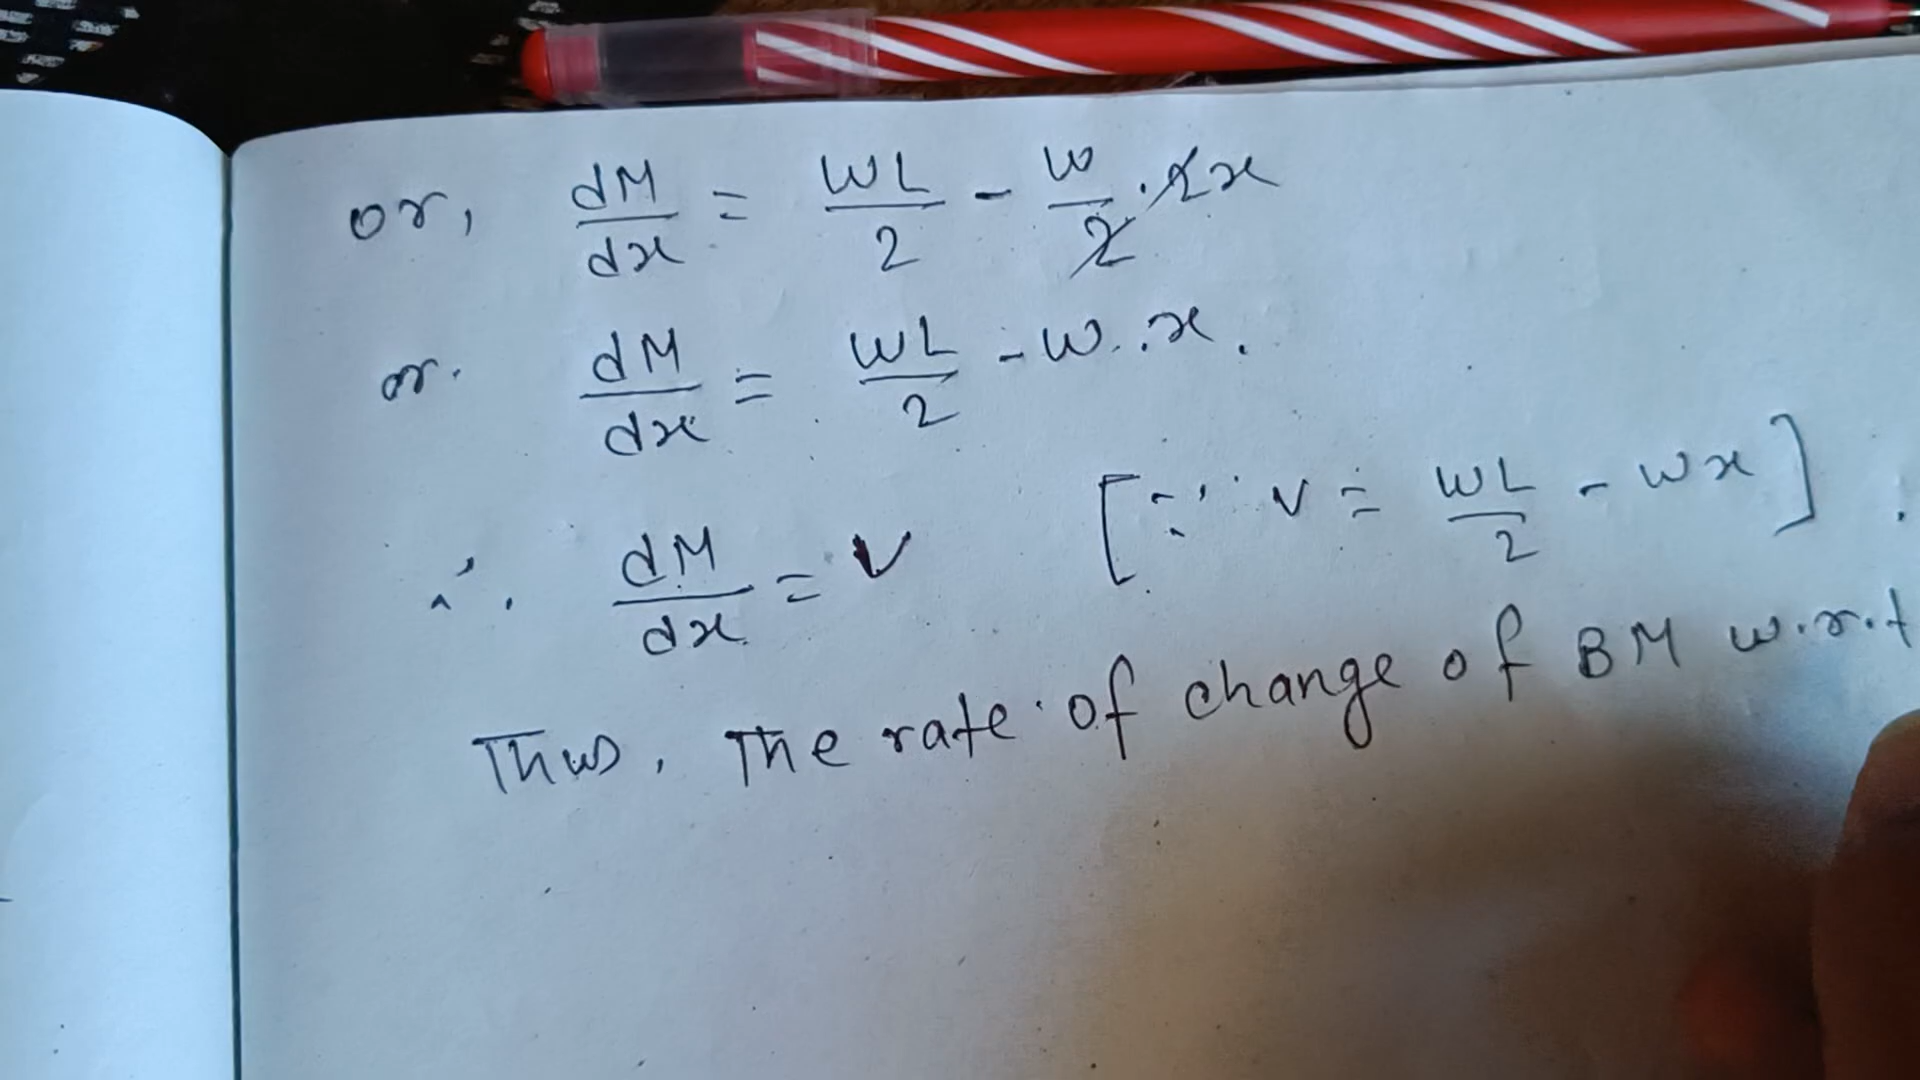 or, dM/dx = WL/2 - w/2 . 2x
or. dM/dx = WL/2 - w . x .
∴ dM/dx = V [∵ V = WL/2 - wx]
Thus, The rate of change of BM w.r.t